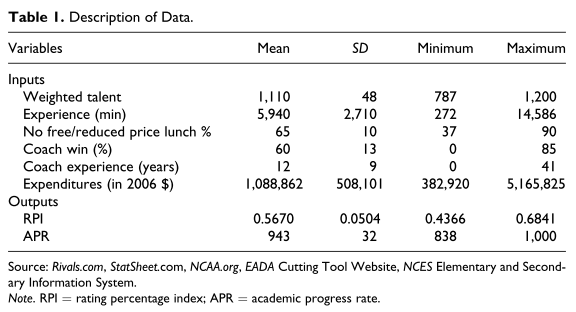 Table 1. Description of Data.
Variables Mean SD Minimum Maximum
Inputs
Weighted talent 1,110 48 787 1,200
Experience (min) 5,940 2,710 272 14,586
No free/reduced price lunch % 65 10 37 90
Coach win (%) 60 13 0 85
Coach experience (years) 12 9 0 41
Expenditures (in 2006 $) 1,088,862 508,101 382,920 5,165,825
Outputs
RPI 0.5670 0.0504 0.4366 0.6841
APR 943 32 838 1,000
Source: Rivals.com, StatSheet.com, NCAA.org, EADA Cutting Tool Website, NCES Elementary and Second-
ary Information System.
Note. RPI = rating percentage index; APR = academic progress rate.